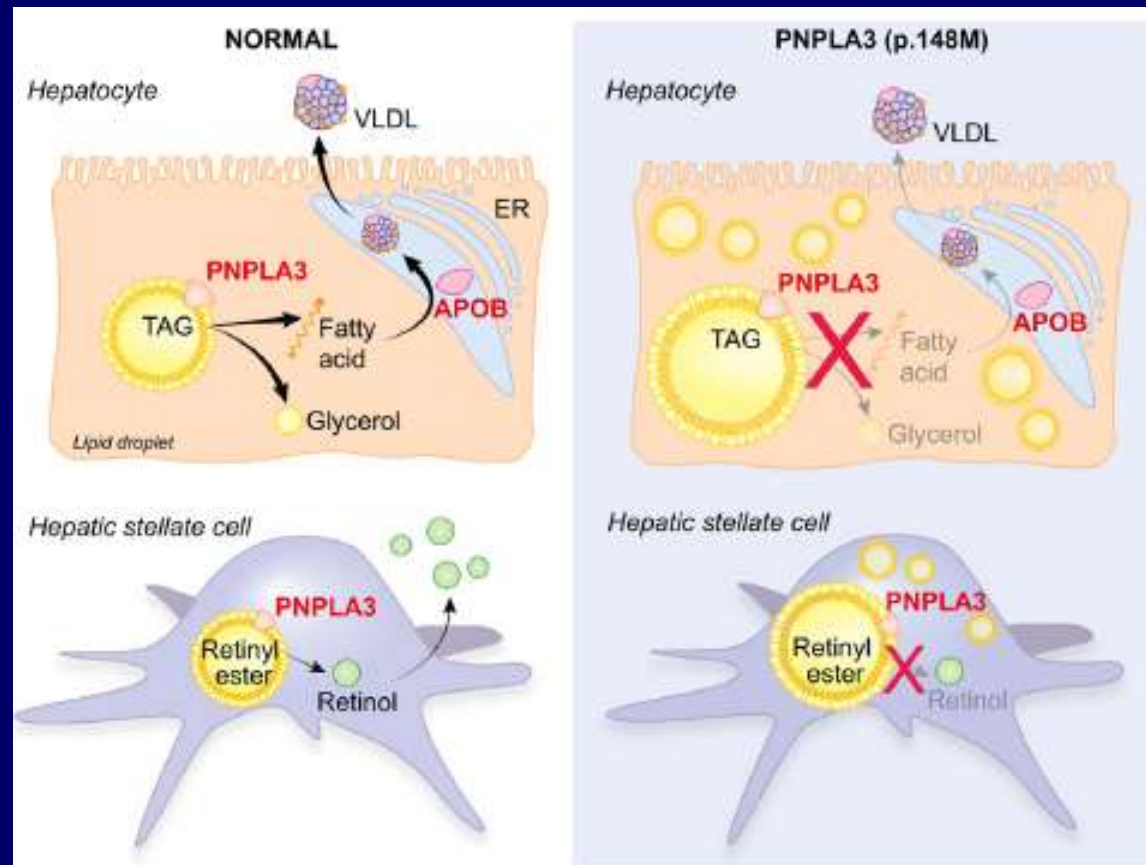 NORMAL
Hepatocyte
VLDL
ER
PNPLA3
APOB
TAG
Fatty
acid
Glycerol
Lipid droplet
Hepatic stellate cell
PNPLA3
Retinyl
ester
Retinol
PNPLA3 (p.148M)
Hepatocyte
VLDL
PNPLA3
APOB
TAG
Fatty
acid
Glycerol
Hepatic stellate cell
PNPLA3
Retinyl
ester
Retinol